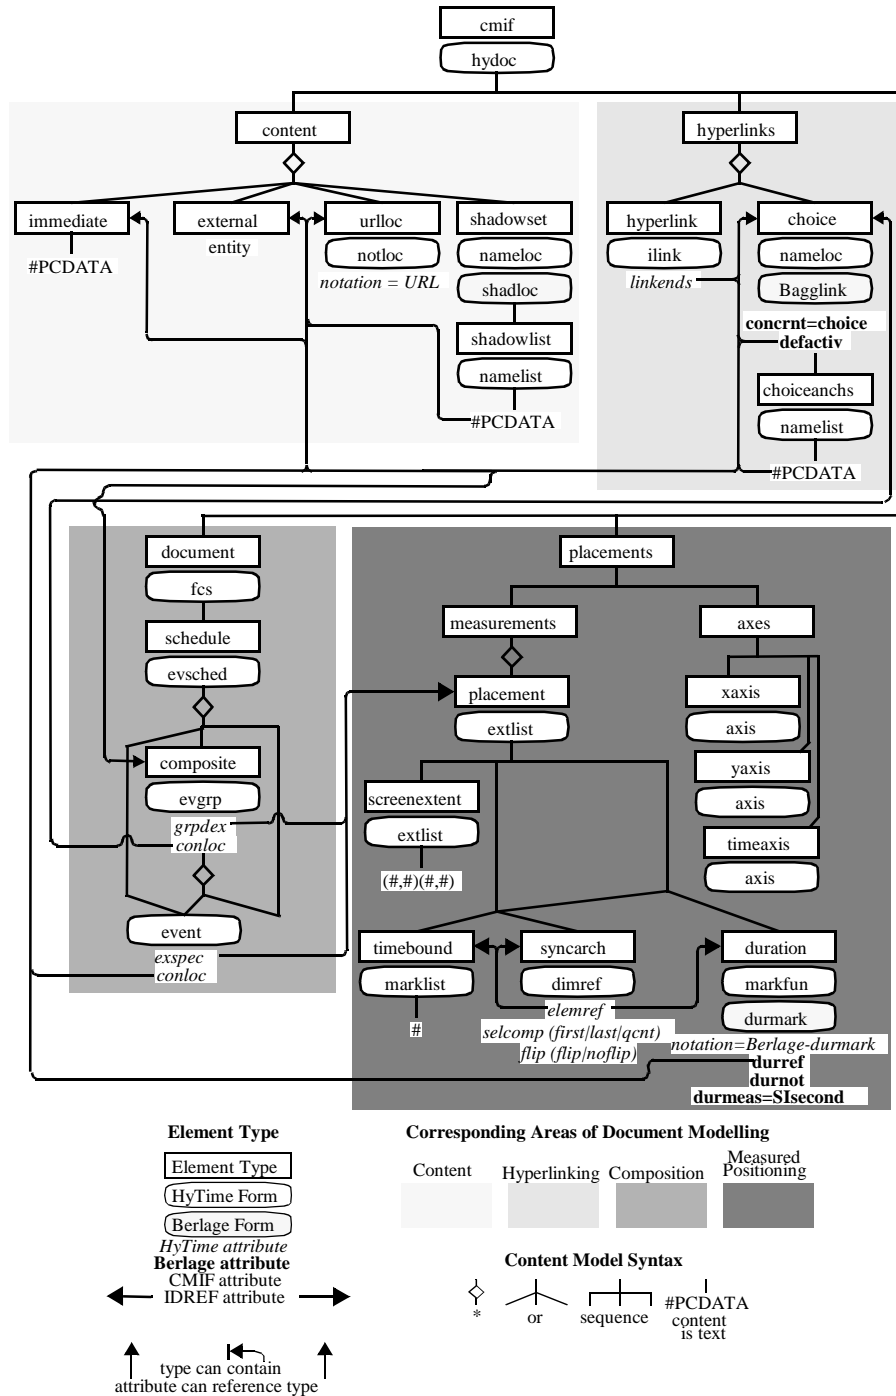 cmif
hydoc
content
hyperlinks
immediate
external
urlloc
shadowset
hyperlink
choice
entity
notloc
nameloc
ilink
nameloc
#PCDATA
notation = URL
shadloc
linkends
Bagglink
shadowlist
concrnt=choice
defactiv
namelist
choiceanchs
#PCDATA
namelist
#PCDATA
document
placements
fcs
schedule
measurements
axes
evsched
placement
xaxis
extlist
axis
composite
yaxis
evgrp
screenextent
axis
grpdex
conloc
extlist
timeaxis
(#,#)(#,#)
axis
event
timebound
syncarch
duration
exspec
conloc
marklist
dimref
markfun
elemref
durmark
#
selcomp (first/last/qcnt)
flip (flip/noflip)
notation=Berlage-durmark
durref
durnot
durmeas=SIsecond
Element Type
Element Type
HyTime Form
Berlage Form
HyTime attribute
Berlage attribute
CMIF attribute
IDREF attribute
type can contain
attribute can reference type
Corresponding Areas of Document Modelling
Content
Hyperlinking
Composition
Measured
Positioning
Content Model Syntax
*
or
sequence
#PCDATA
content
is text